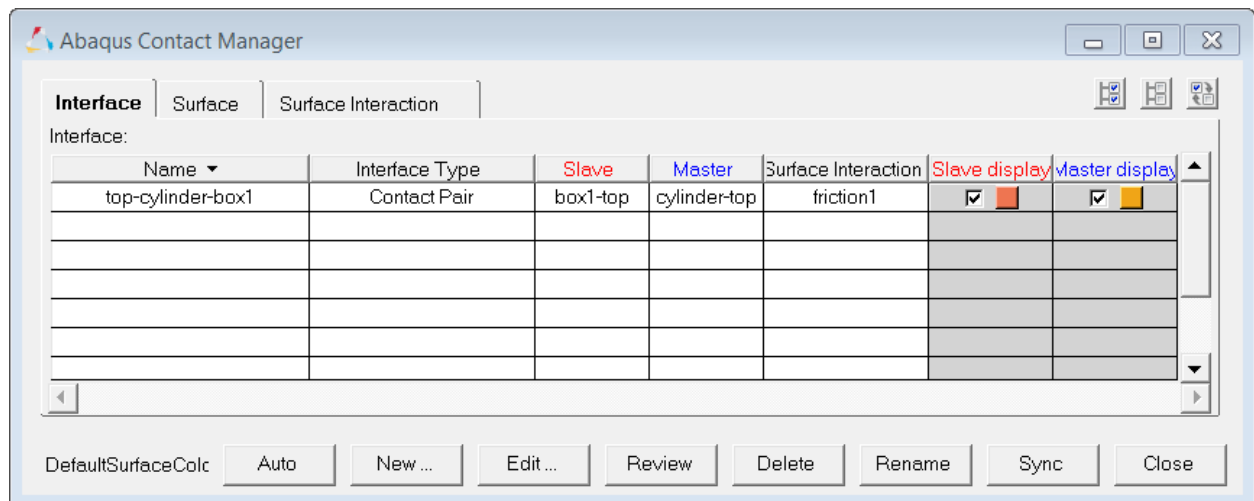 Abaqus Contact Manager
Interface Surface Surface Interaction
Interface:
Name Interface Type Slave Master Surface Interaction Slave display Master display
top-cylinder-box1 Contact Pair box1-top cylinder-top friction1
DefaultSurfaceColc Auto New ... Edit ... Review Delete Rename Sync Close